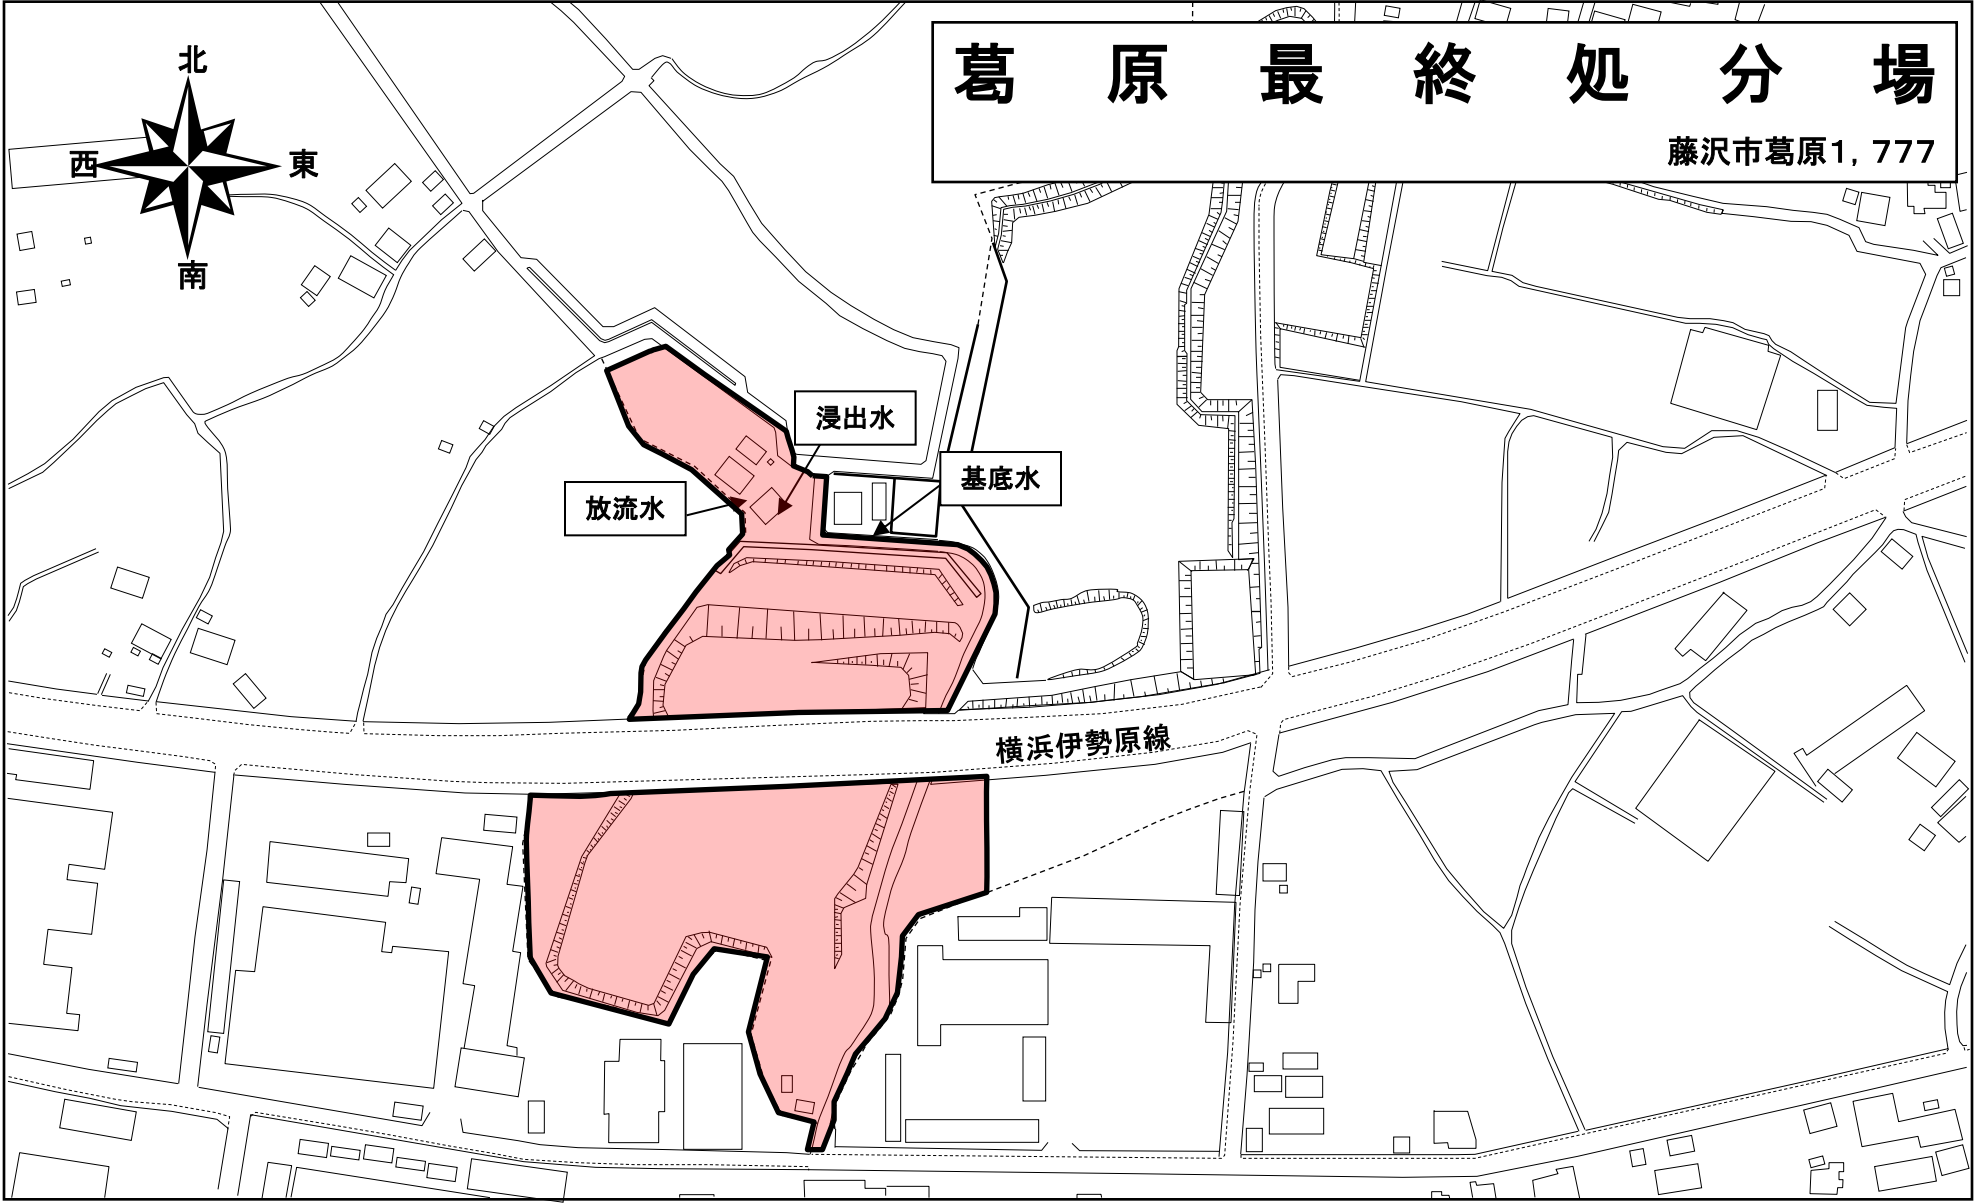 葛原最終処分場
藤沢市葛原1, 777
北
西
東
南
浸出水
基底水
放流水
横浜伊勢原線